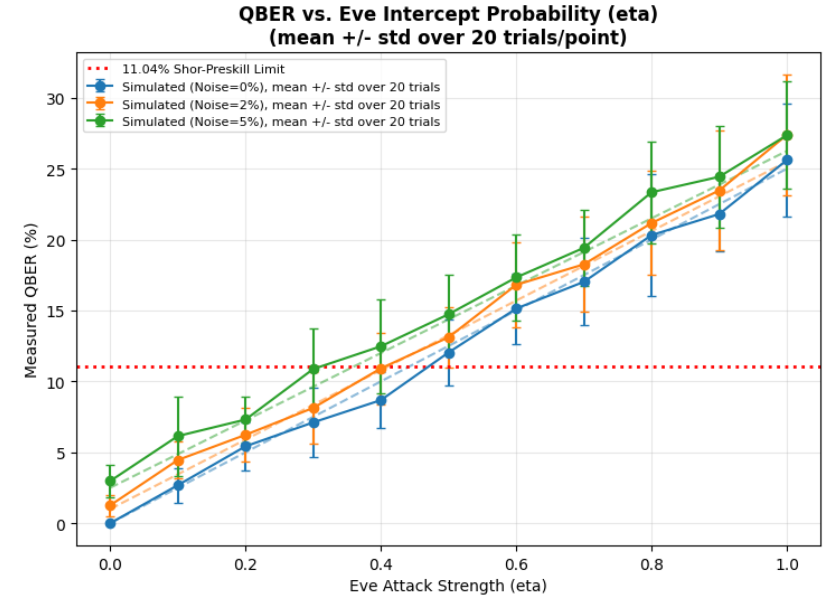 QBER vs. Eve Intercept Probability (eta)
(mean +/- std over 20 trials/point)
11.04% Shor-Preskill Limit
Simulated (Noise=0%), mean +/- std over 20 trials
Simulated (Noise=2%), mean +/- std over 20 trials
Simulated (Noise=5%), mean +/- std over 20 trials
Measured QBER (%)
30
25
20
15
10
5
0
0.0 0.2 0.4 0.6 0.8 1.0
Eve Attack Strength (eta)